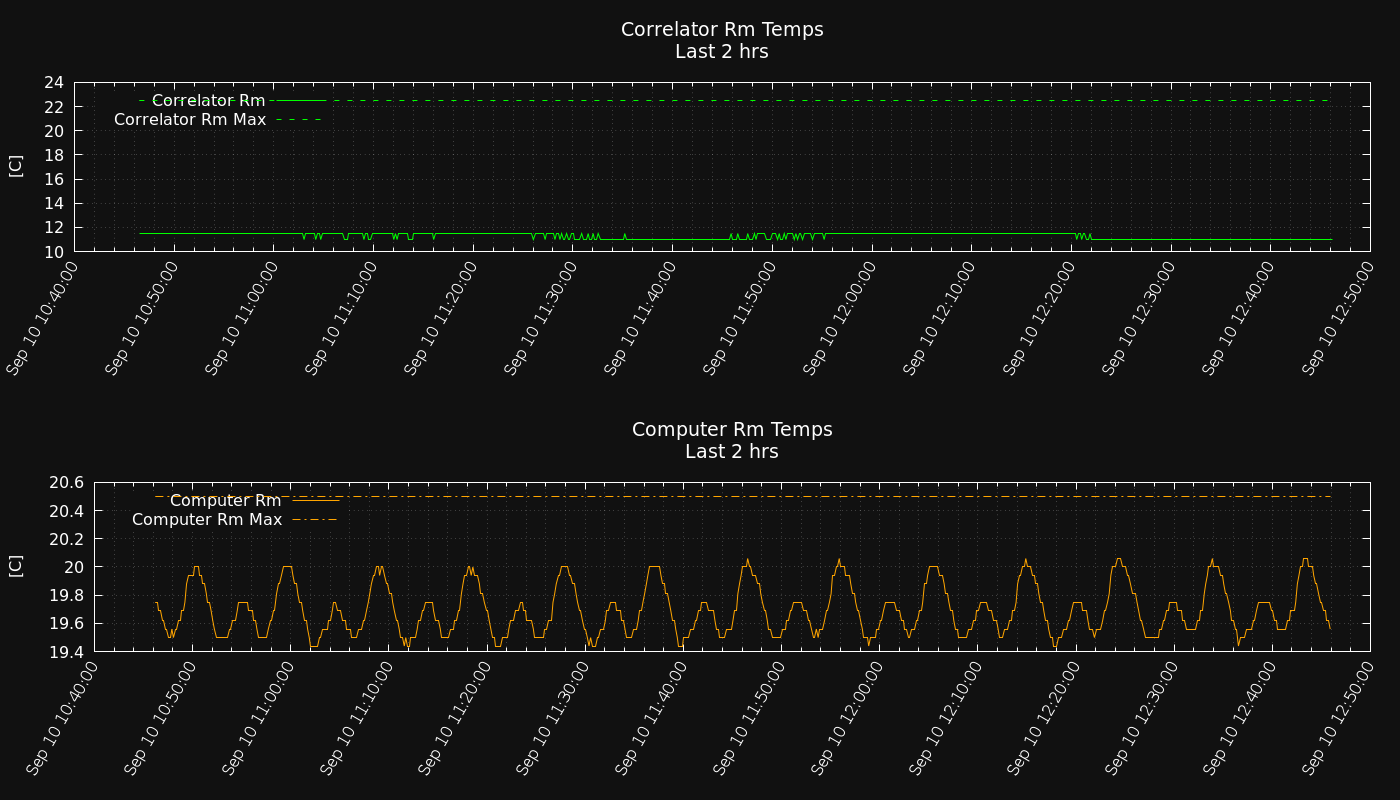 Correlator Rm Temps
Last 2 hrs
24
22
20
18
16
14
12
10
[C]
Correlator Rm
Correlator Rm Max
Sep 10 10:40:00
Sep 10 10:50:00
Sep 10 11:00:00
Sep 10 11:10:00
Sep 10 11:20:00
Sep 10 11:30:00
Sep 10 11:40:00
Sep 10 11:50:00
Sep 10 12:00:00
Sep 10 12:10:00
Sep 10 12:20:00
Sep 10 12:30:00
Sep 10 12:40:00
Sep 10 12:50:00
Computer Rm Temps
Last 2 hrs
20.6
20.4
20.2
20
19.8
19.6
19.4
[C]
Computer Rm
Computer Rm Max
Sep 10 10:40:00
Sep 10 10:50:00
Sep 10 11:00:00
Sep 10 11:10:00
Sep 10 11:20:00
Sep 10 11:30:00
Sep 10 11:40:00
Sep 10 11:50:00
Sep 10 12:00:00
Sep 10 12:10:00
Sep 10 12:20:00
Sep 10 12:30:00
Sep 10 12:40:00
Sep 10 12:50:00